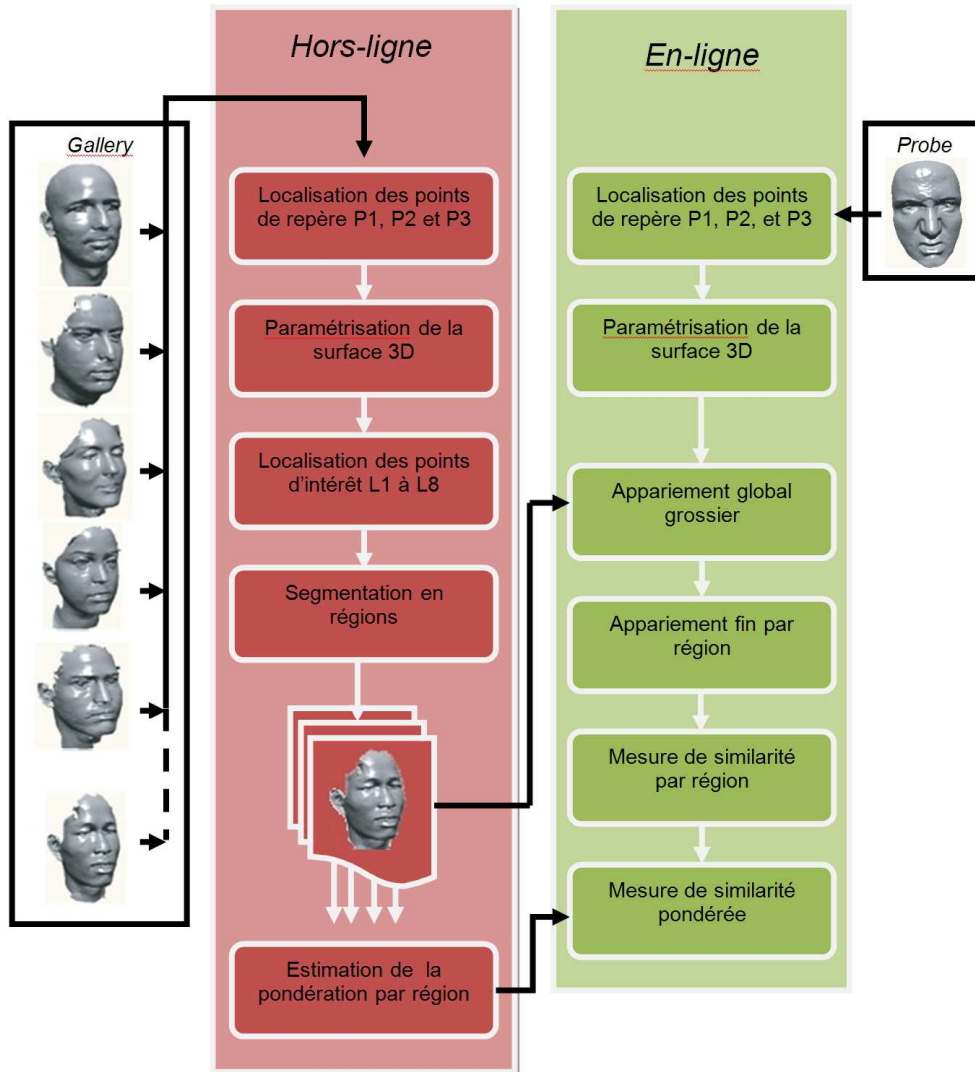 Hors-ligne
En-ligne
Gallery
Probe
Localisation des points
de repère P1, P2 et P3
Paramétrisation de la
surface 3D
Localisation des points
d'intérêt L1 à L8
Segmentation en
régions
Estimation de la
pondération par région
Localisation des points
de repère P1, P2, et P3
Paramétrisation de la
surface 3D
Appariement global
grossier
Appariement fin par
région
Mesure de similarité
par région
Mesure de similarité
pondérée